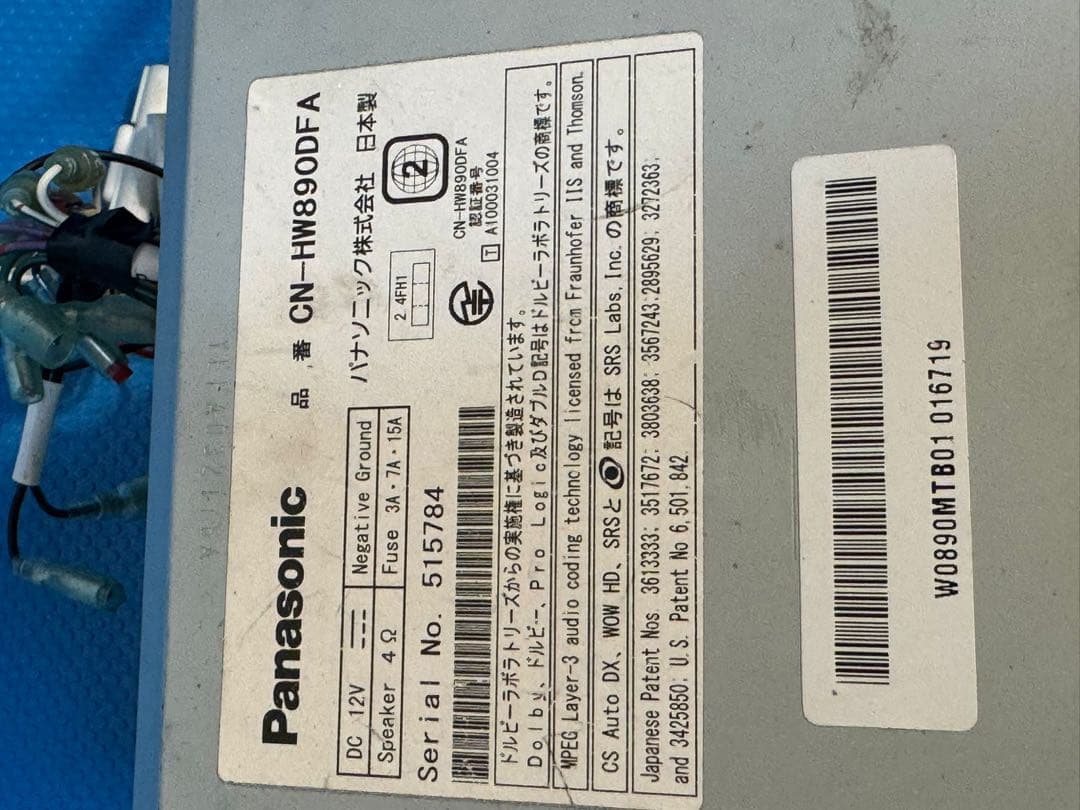 Panasonic
品 番 CN-HW890DFA
DC 12V
Negative Ground
Speaker 4Ω
Fuse 3A・7A・15A
パナソニック株式会社 日本製
Serial No. 515784
2.4FH1
2
CN-HW890DFA
認証番号
T A100031004
ドルビーラボラトリーズからの実施権に基づき製造されています。
Dolby、ドルビー、Pro Logic及びダブルD記号はドルビーラボラトリーズの商標です。
MPEG Layer-3 audio coding technology licensed from Fraunhofer IIS and Thomson.
CS Auto DX、WOW HD、SRSと 記号は SRS Labs, Inc. の商標です。
Japanese Patent Nos 3613333; 3517672; 3803638; 3567243;2895629; 3272363;
and 3425850; U.S. Patent No 6,501,842.
W0890MTB01 016719